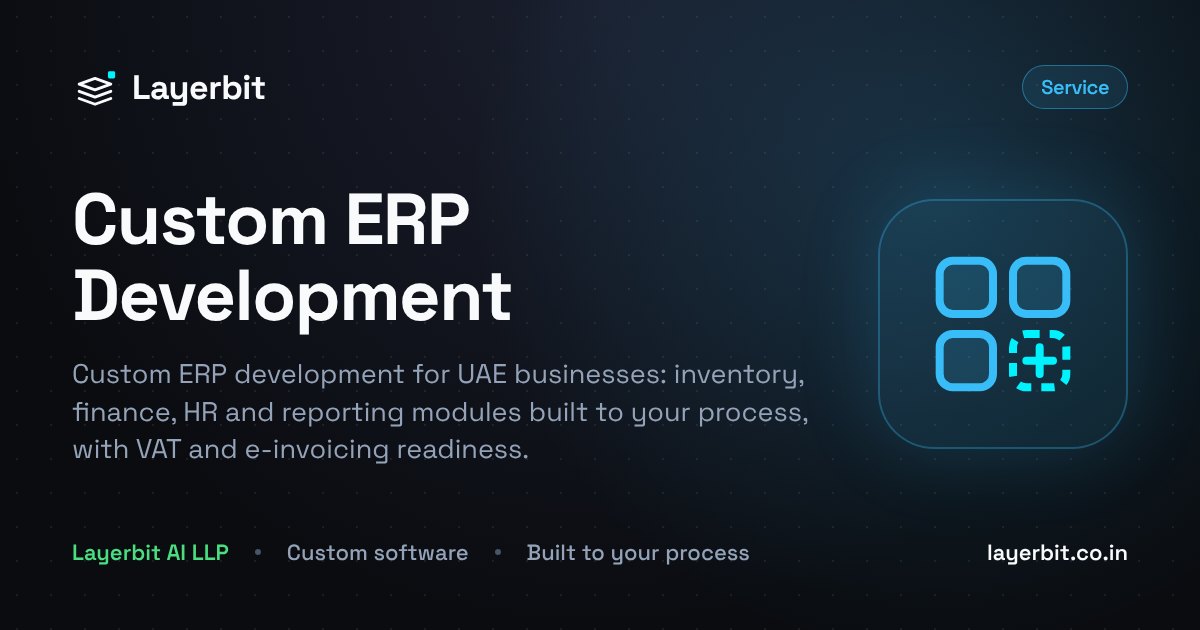 Layerbit
Service
Custom ERP
Development
Custom ERP development for UAE businesses: inventory,
finance, HR and reporting modules built to your process,
with VAT and e-invoicing readiness.
Layerbit AI LLP • Custom software • Built to your process
layerbit.co.in